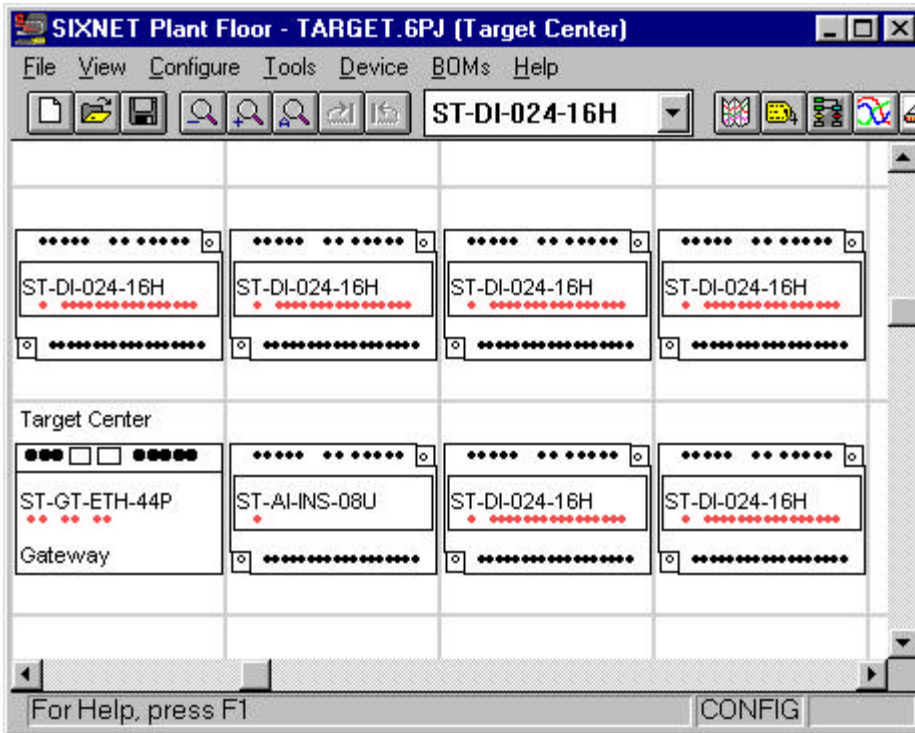 SIXNET Plant Floor - TARGET.6PJ (Target Center)
File View Configure Tools Device BOMs Help
ST-DI-024-16H
ST-DI-024-16H ST-DI-024-16H ST-DI-024-16H ST-DI-024-16H
Target Center
ST-GT-ETH-44P ST-AI-INS-08U ST-DI-024-16H ST-DI-024-16H
Gateway
For Help, press F1 CONFIG